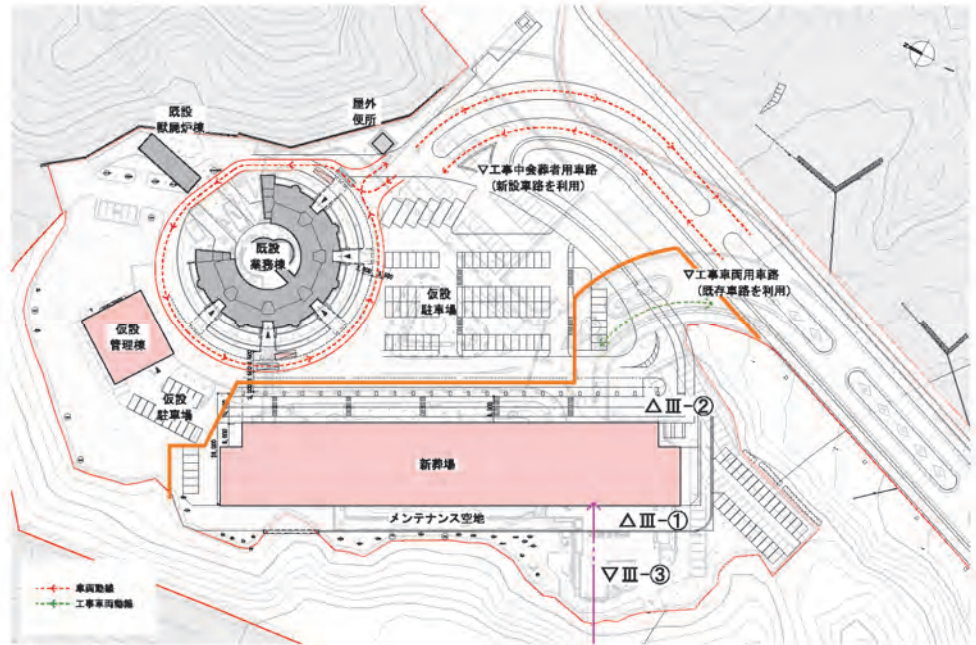 既設
獣屍炉棟
屋外
便所
▽工事中会葬者用車路
(新設車路を利用)
既設
業務棟
▽工事車両用車路
(既存車路を利用)
仮設
駐車場
仮設
管理棟
仮設
駐車場
△Ⅲ-②
新葬場
メンテナンス空地
△Ⅲ-①
▽Ⅲ-③
車両動線
工事車両動線